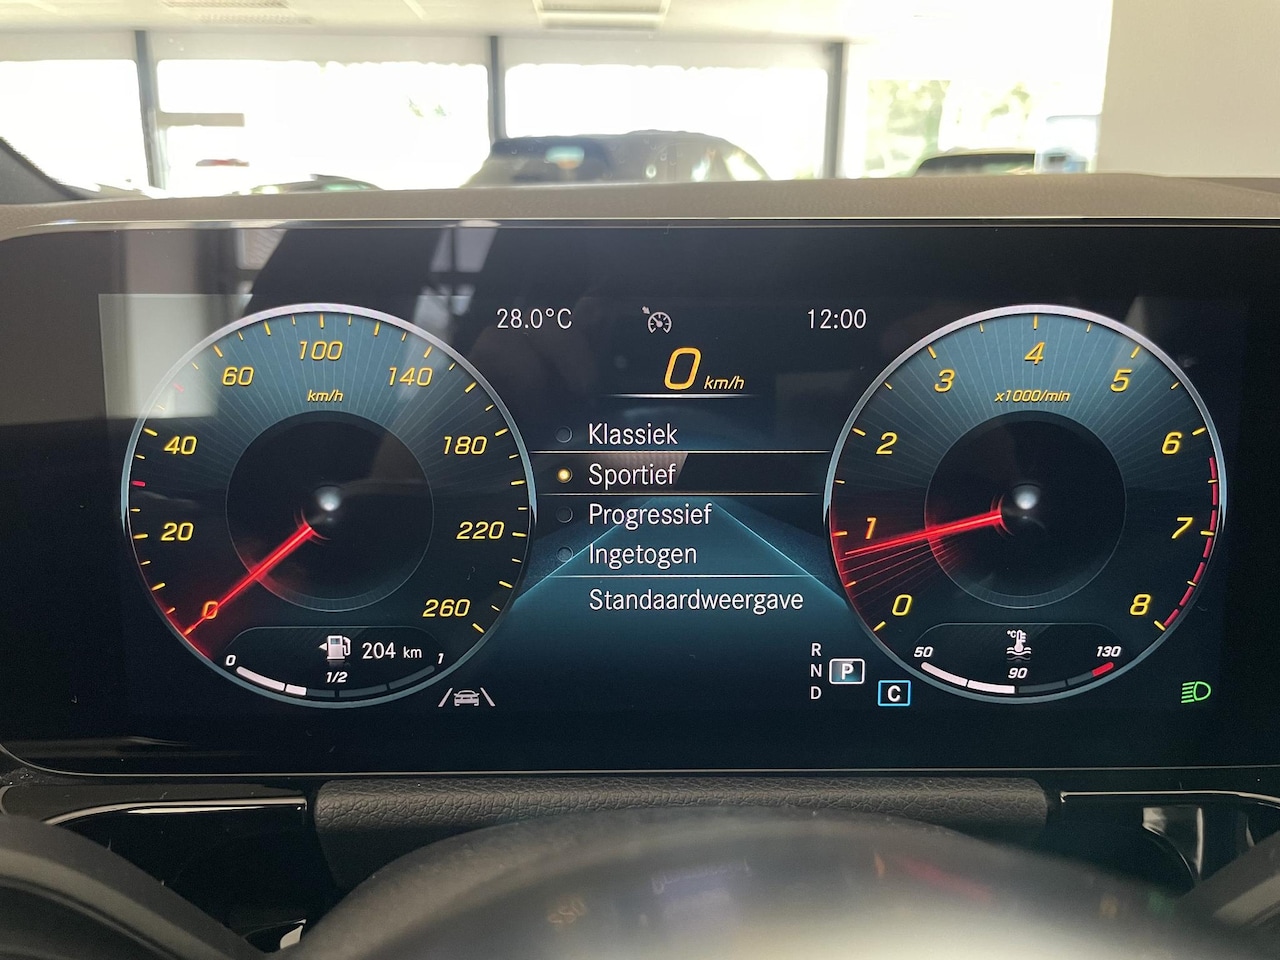 28.0°C
12:00
0 km/h
Klassiek
Sportief
Progressief
Ingetogen
Standaardweergave
0
20
40
60
100
140
180
220
260
km/h
204 km
0
1/2
1
R
N
P
D
C
0
1
2
3
4
5
6
7
8
x1000/min
°C
50
90
130